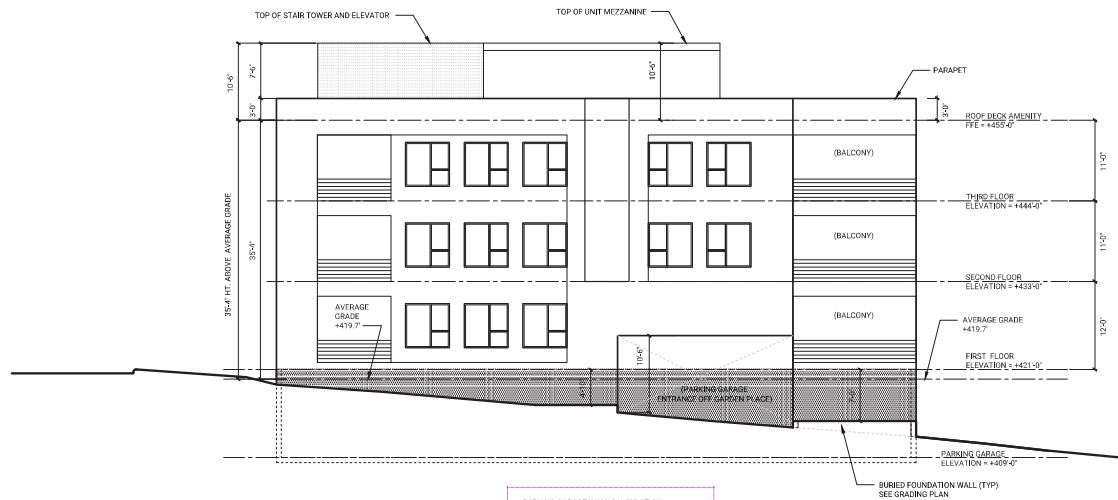 TOP OF STAIR TOWER AND ELEVATOR
TOP OF UNIT MEZZANINE
10'-6"
7'-6"
3'-0"
10'-6"
PARAPET
3'-0"
ROOF DECK AMENITY
FFE = +455'-0"
(BALCONY)
11'-0"
THIRD FLOOR
ELEVATION = +444'-0"
35'-4" HT. ABOVE AVERAGE GRADE
35'-4"
(BALCONY)
11'-0"
SECOND FLOOR
ELEVATION = +433'-0"
AVERAGE
GRADE
+419.7'
(BALCONY)
AVERAGE GRADE
+419.7'
12'-0"
10'-6"
FIRST FLOOR
ELEVATION = +421'-0"
(PARKING GARAGE
ENTRANCE OFF GARDEN PLACE)
PARKING GARAGE
ELEVATION = +409'-0"
BURIED FOUNDATION WALL (TYP)
SEE GRADING PLAN